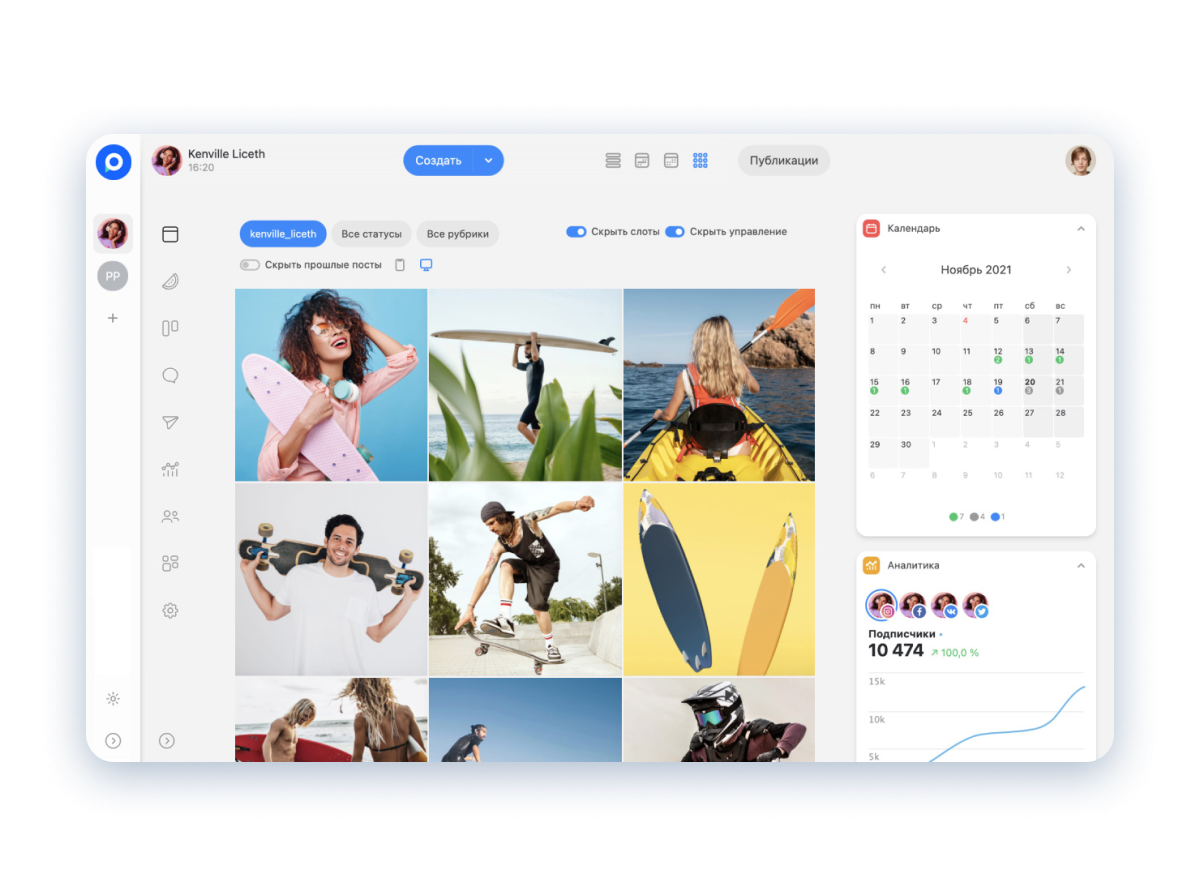 Kenville Liceth
16:20
Создать
Публикации
PP
kenville_liceth Все статусы Все рубрики
Скрыть слоты Скрыть управление
Скрыть прошлые посты
Календарь
Ноябрь 2021
пн вт ср чт пт сб вс
1 2 3 4 5 6 7
8 9 10 11 12 13 14
2 1 1
15 16 17 18 19 20 21
1 1 1 1 3 1
22 23 24 25 26 27 28
29 30 1 2 3 4 5
6 7 8 9 10 11 12
7 4 1
Аналитика
Подписчики
10 474 100,0 %
15k
10k
5k